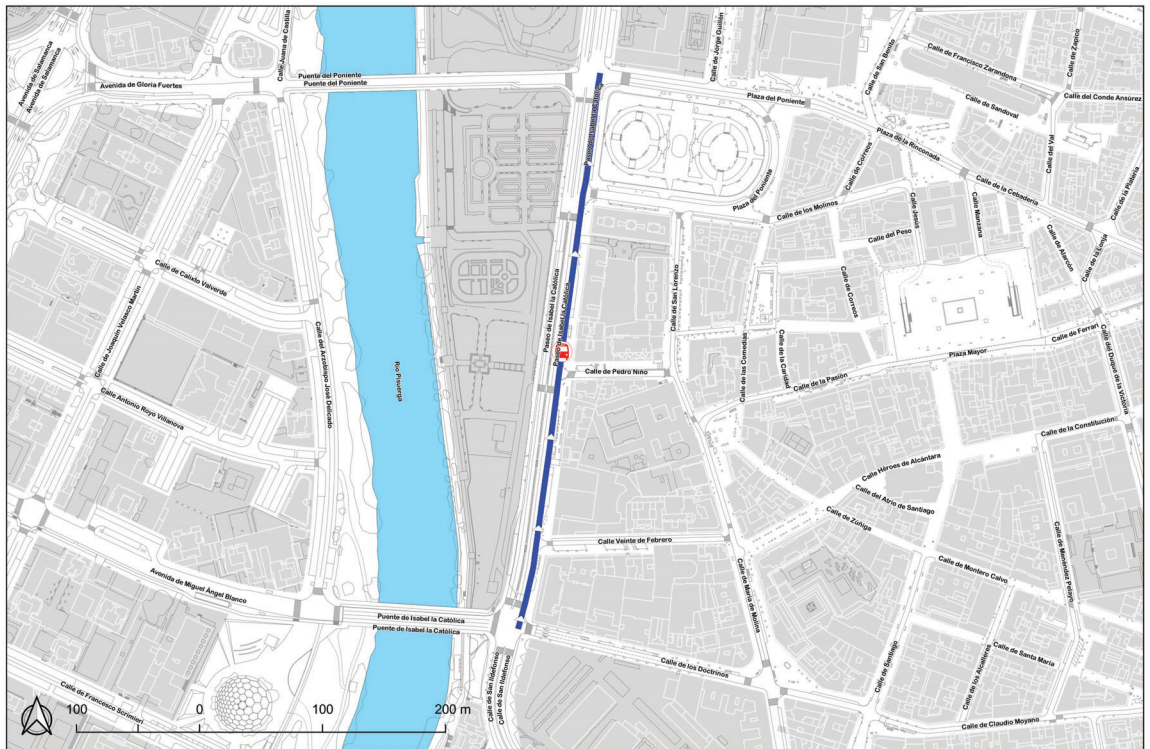 Avenida de Salamanca
Avenida de Salamanca
Calle Juana de Castilla
Avenida de Gloria Fuertes
Puente del Poniente
Puente del Poniente
Calle de Jorge Guillén
Calle de San Benito
Calle de Francisco Zarandona
Calle de Zapico
Plaza del Poniente
Calle de Sandoval
Calle del Conde Ansúrez
Plaza de la Rinconada
Calle del Val
Calle de Correos
Calle de la Platería
Calle de la Cebadería
Plaza del Poniente
Calle de los Molinos
Calle Jesús
Calle Manzana
Calle del Peso
Calle de Alarcón
Calle de la Lonja
Calle de Calixto Valverde
Paseo de Isabel la Católica
Paseo de Isabel la Católica
Calle de San Lorenzo
Calle de Correos
Calle de Joaquín Velasco Martín
Calle del Arzobispo José Delicado
Río Pisuerga
Calle de Pedro Niño
Calle de las Comedias
Calle de la Caridad
Calle de la Pasión
Plaza Mayor
Calle de Ferrari
Calle del Duque de la Victoria
Calle Antonio Royo Villanova
Calle de la Constitución
Calle Héroes de Alcántara
Calle del Atrio de Santiago
Calle de Zúñiga
Calle Veinte de Febrero
Calle de María de Molina
Calle de Montero Calvo
Calle de Menéndez Pelayo
Avenida de Miguel Ángel Blanco
Puente de Isabel la Católica
Puente de Isabel la Católica
Calle de San Ildefonso
Calle de San Ildefonso
Calle de los Doctrinos
Calle de Santiago
Calle de los Alcalleres
Calle de Santa María
Calle de Francesco Scrimieri
Calle de Claudio Moyano
100 0 100 200 m